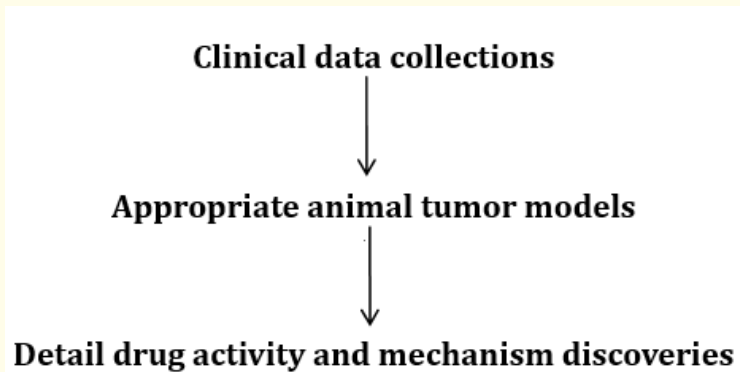 Clinical data collections
Appropriate animal tumor models
Detail drug activity and mechanism discoveries